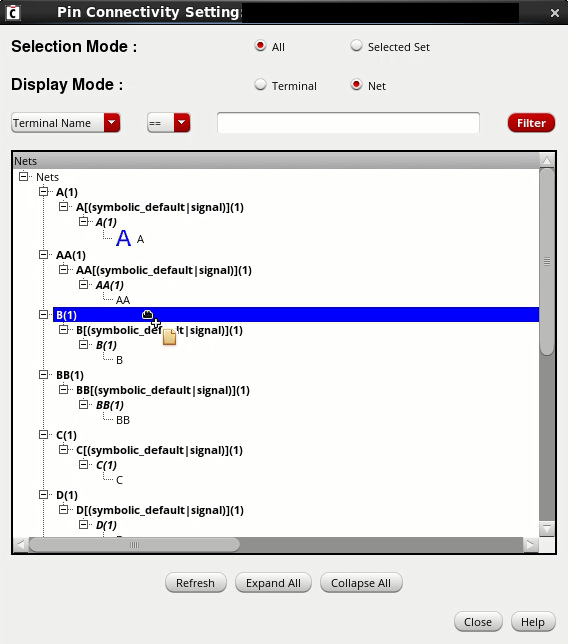 C Pin Connectivity Setting:
Selection Mode : All Selected Set
Display Mode : Terminal Net
Terminal Name == Filter
Nets
Nets
A(1)
A[(symbolic_default|signal)](1)
A(1)
A A
AA(1)
AA[(symbolic_default|signal)](1)
AA(1)
AA
B(1)
B[(symbolic_default|signal)](1)
B(1)
B
BB(1)
BB[(symbolic_default|signal)](1)
BB(1)
BB
C(1)
C[(symbolic_default|signal)](1)
C(1)
C
D(1)
D[(symbolic_default|signal)](1)
D(1)
Refresh Expand All Collapse All
Close Help